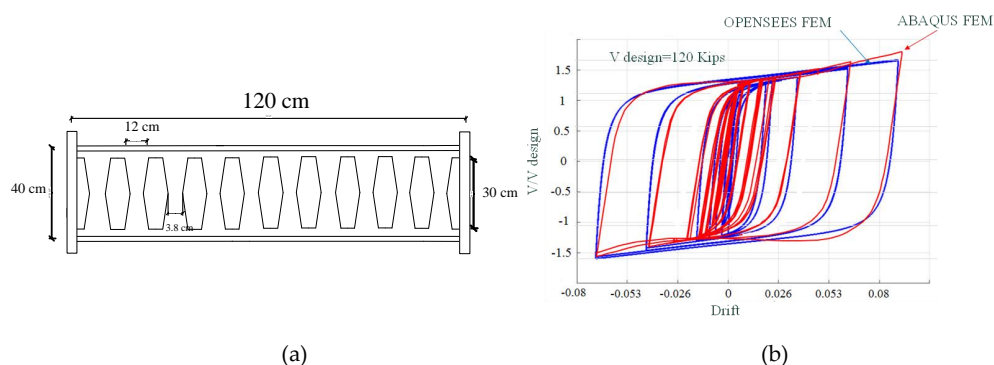 120 cm
12 cm
40 cm
30 cm
3.8 cm
(a)
OPENSEES FEM
ABAQUS FEM
V design=120 Kips
V/V design
1.5
1
0.5
0
-0.5
-1
-1.5
-0.08
-0.053
-0.026
0
0.026
0.053
0.08
Drift
(b)